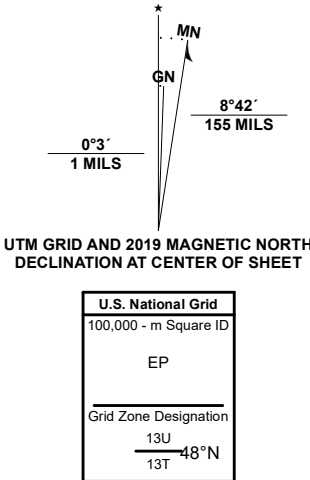 ★
MN
GN
8°42´
155 MILS
0°3´
1 MILS
UTM GRID AND 2019 MAGNETIC NORTH
DECLINATION AT CENTER OF SHEET
U.S. National Grid
100,000 - m Square ID
EP
Grid Zone Designation
13U
48°N
13T